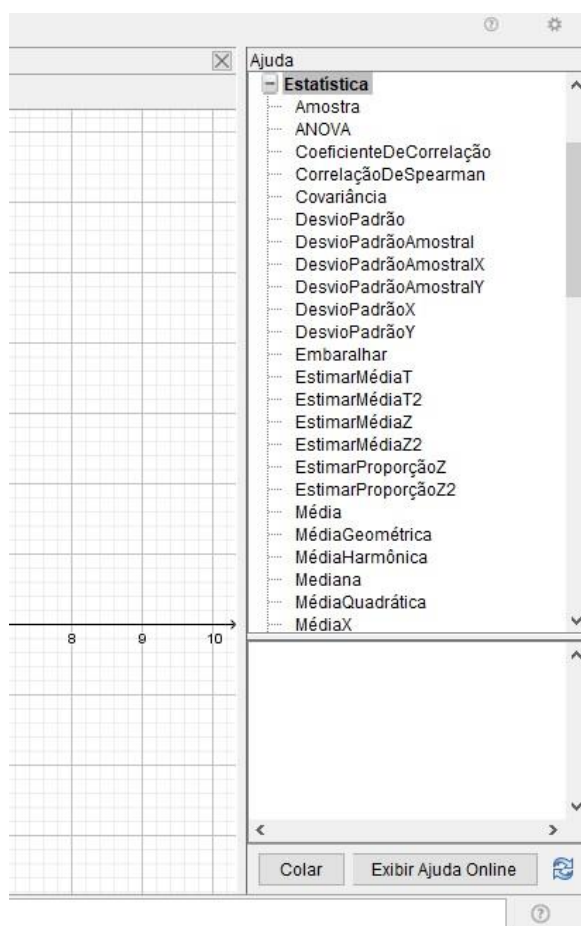 Ajuda
Estatística
Amostra
ANOVA
CoeficienteDeCorrelação
CorrelaçãoDeSpearman
Covariância
DesvioPadrão
DesvioPadrãoAmostral
DesvioPadrãoAmostralX
DesvioPadrãoAmostralY
DesvioPadrãoX
DesvioPadrãoY
Embaralhar
EstimarMédiaT
EstimarMédiaT2
EstimarMédiaZ
EstimarMédiaZ2
EstimarProporçãoZ
EstimarProporçãoZ2
Média
MédiaGeométrica
MédiaHarmônica
Mediana
MédiaQuadrática
MédiaX
8 9 10
Colar Exibir Ajuda Online